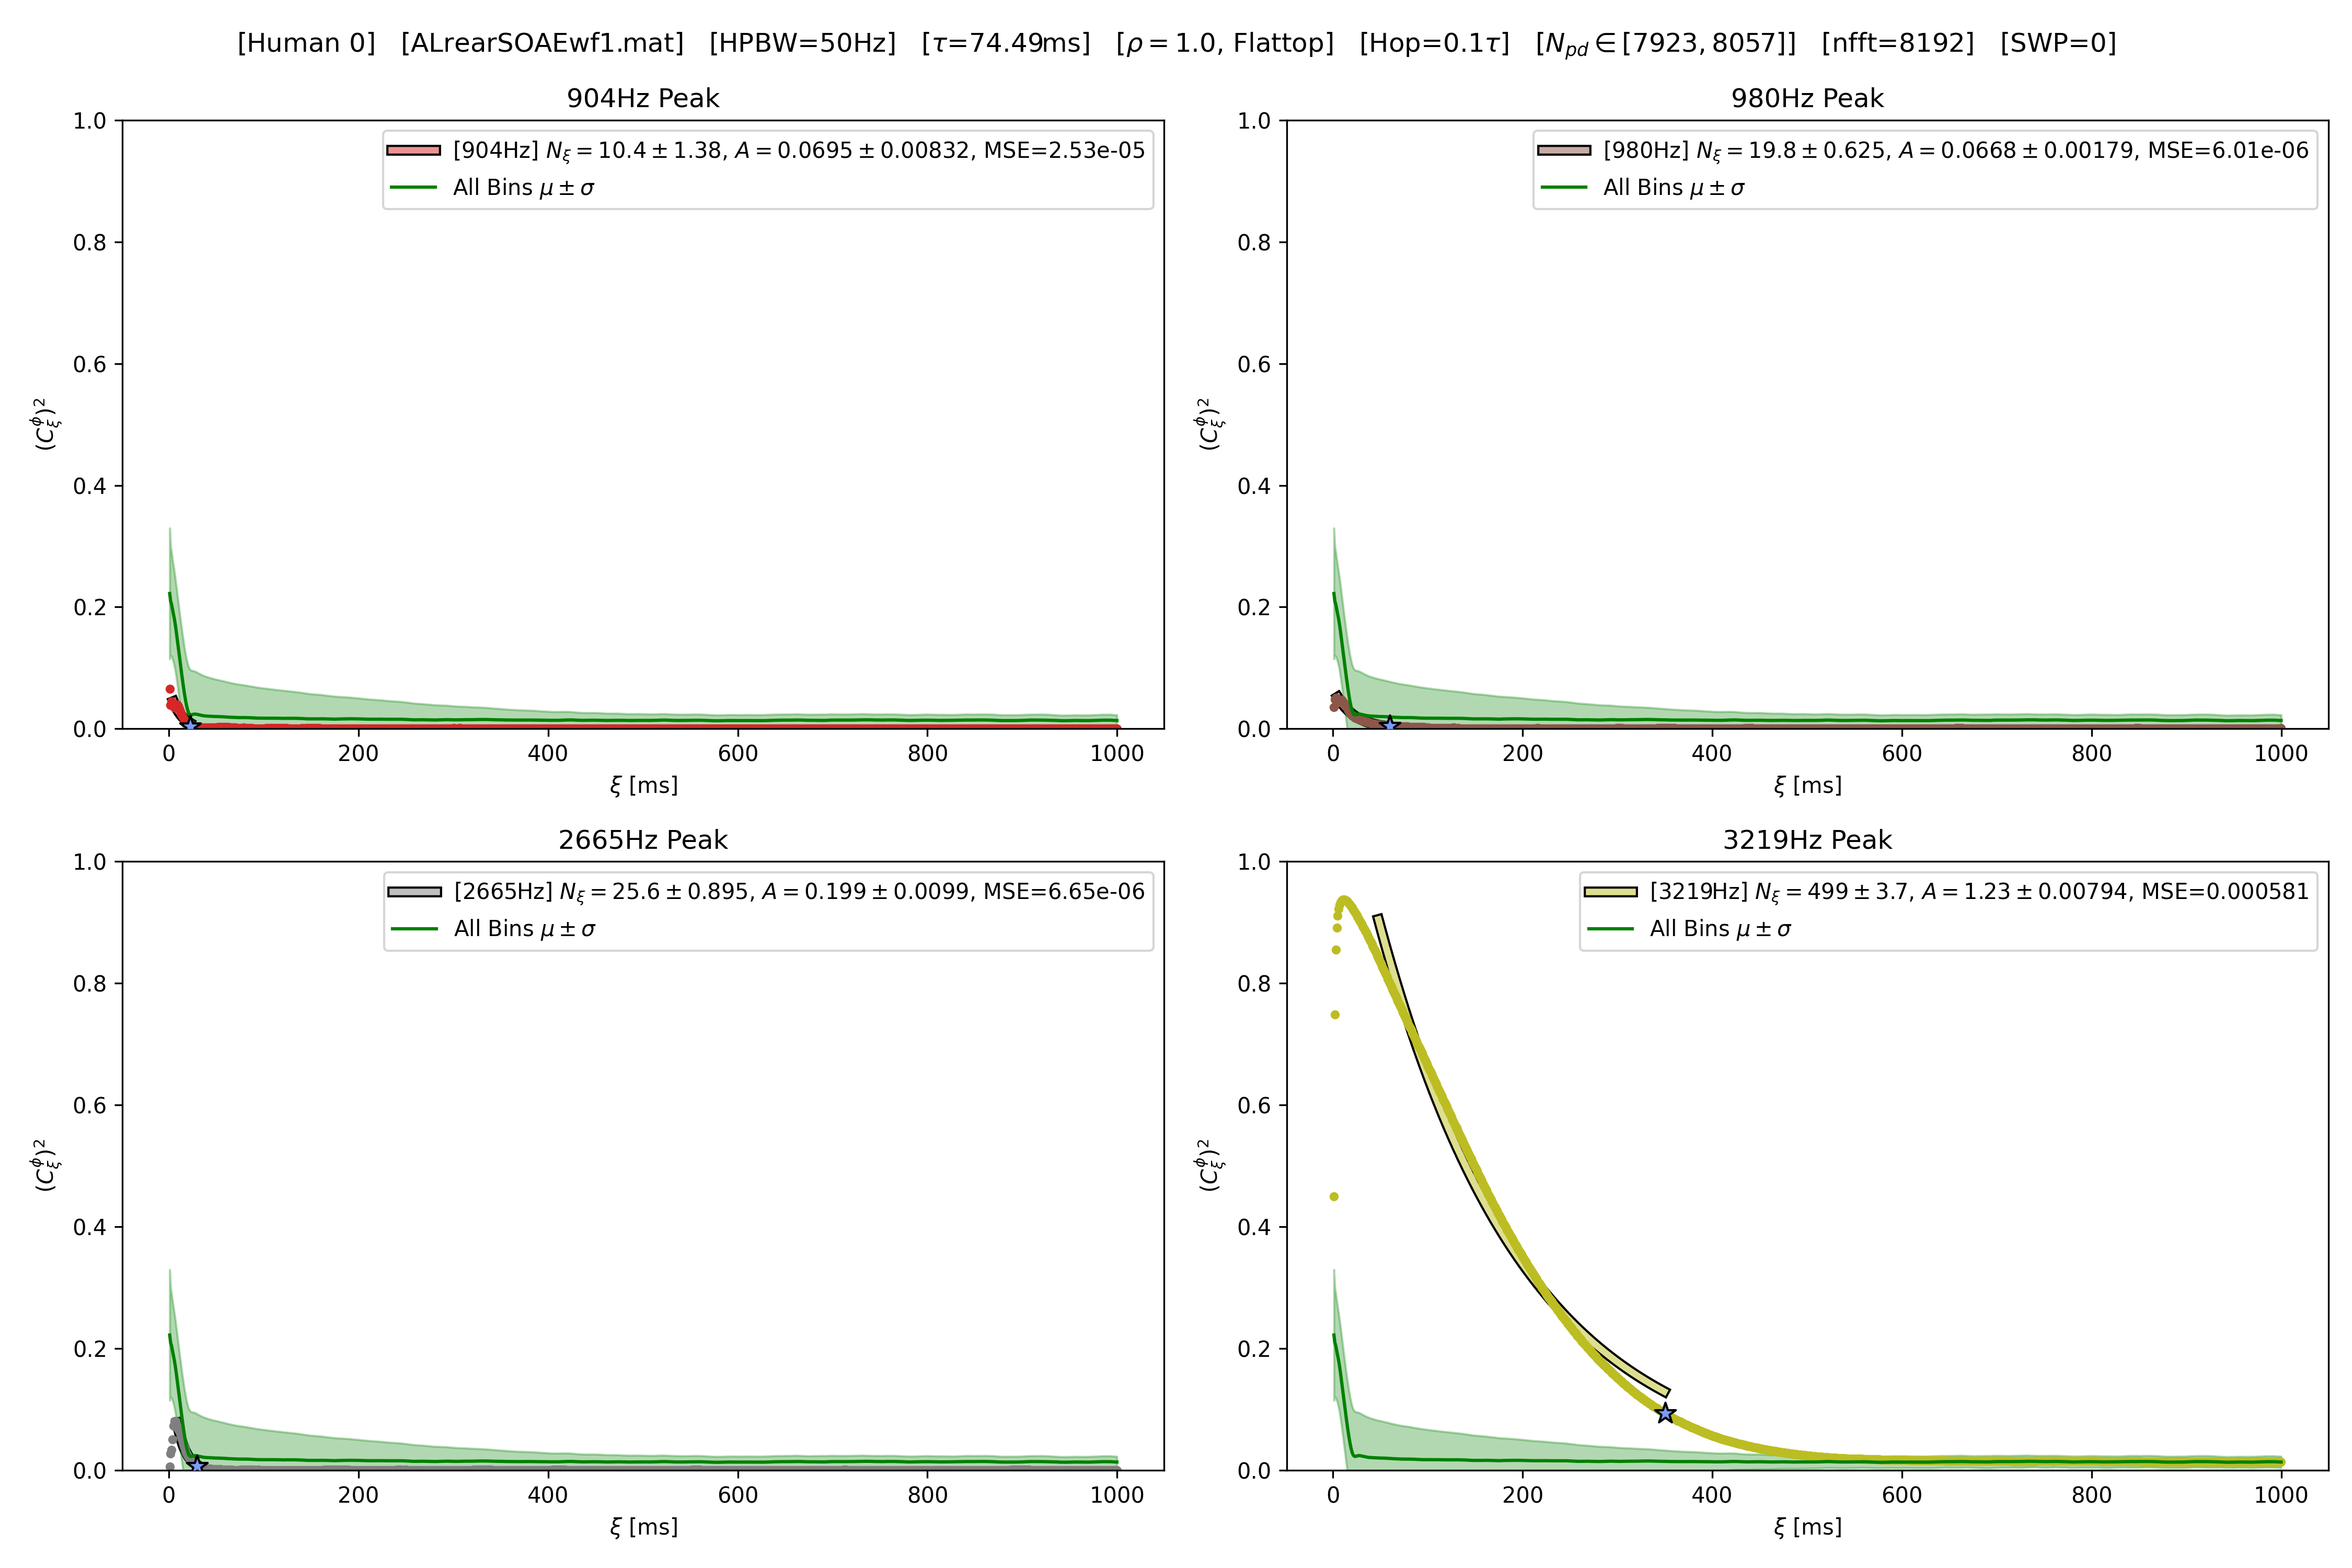 [Human 0] [ALrearSOAEwf1.mat] [HPBW=50Hz] [τ=74.49ms] [ρ = 1.0, Flattop] [Hop=0.1τ] [N_pd ∈ [7923, 8057]] [nfft=8192] [SWP=0]
904Hz Peak
[904Hz] N_ξ = 10.4 ± 1.38, A = 0.0695 ± 0.00832, MSE=2.53e-05
All Bins μ ± σ
1.0
0.8
0.6
0.4
0.2
0.0
(C_ξ^ϕ)^2
0 200 400 600 800 1000
ξ [ms]
980Hz Peak
[980Hz] N_ξ = 19.8 ± 0.625, A = 0.0668 ± 0.00179, MSE=6.01e-06
All Bins μ ± σ
1.0
0.8
0.6
0.4
0.2
0.0
(C_ξ^ϕ)^2
0 200 400 600 800 1000
ξ [ms]
2665Hz Peak
[2665Hz] N_ξ = 25.6 ± 0.895, A = 0.199 ± 0.0099, MSE=6.65e-06
All Bins μ ± σ
1.0
0.8
0.6
0.4
0.2
0.0
(C_ξ^ϕ)^2
0 200 400 600 800 1000
ξ [ms]
3219Hz Peak
[3219Hz] N_ξ = 499 ± 3.7, A = 1.23 ± 0.00794, MSE=0.000581
All Bins μ ± σ
1.0
0.8
0.6
0.4
0.2
0.0
(C_ξ^ϕ)^2
0 200 400 600 800 1000
ξ [ms]